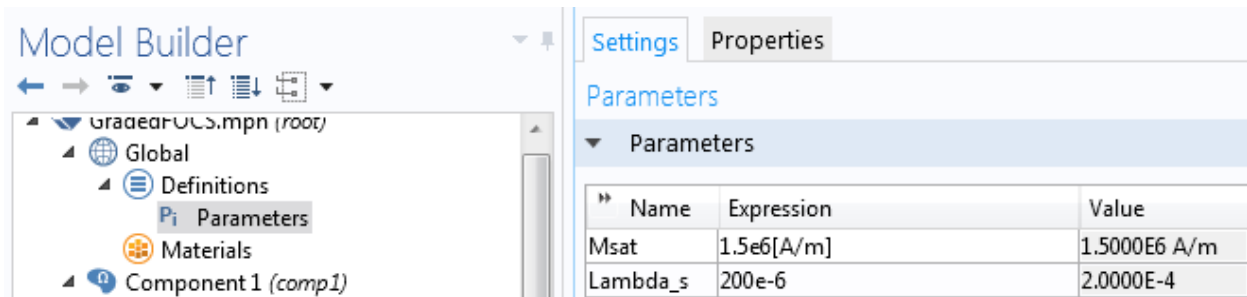 Model Builder
GradedFOCS.mph (root)
Global
Definitions
Pi Parameters
Materials
Component 1 (comp1)
Settings Properties
Parameters
Parameters
Name Expression Value
Msat 1.5e6[A/m] 1.5000E6 A/m
Lambda_s 200e-6 2.0000E-4